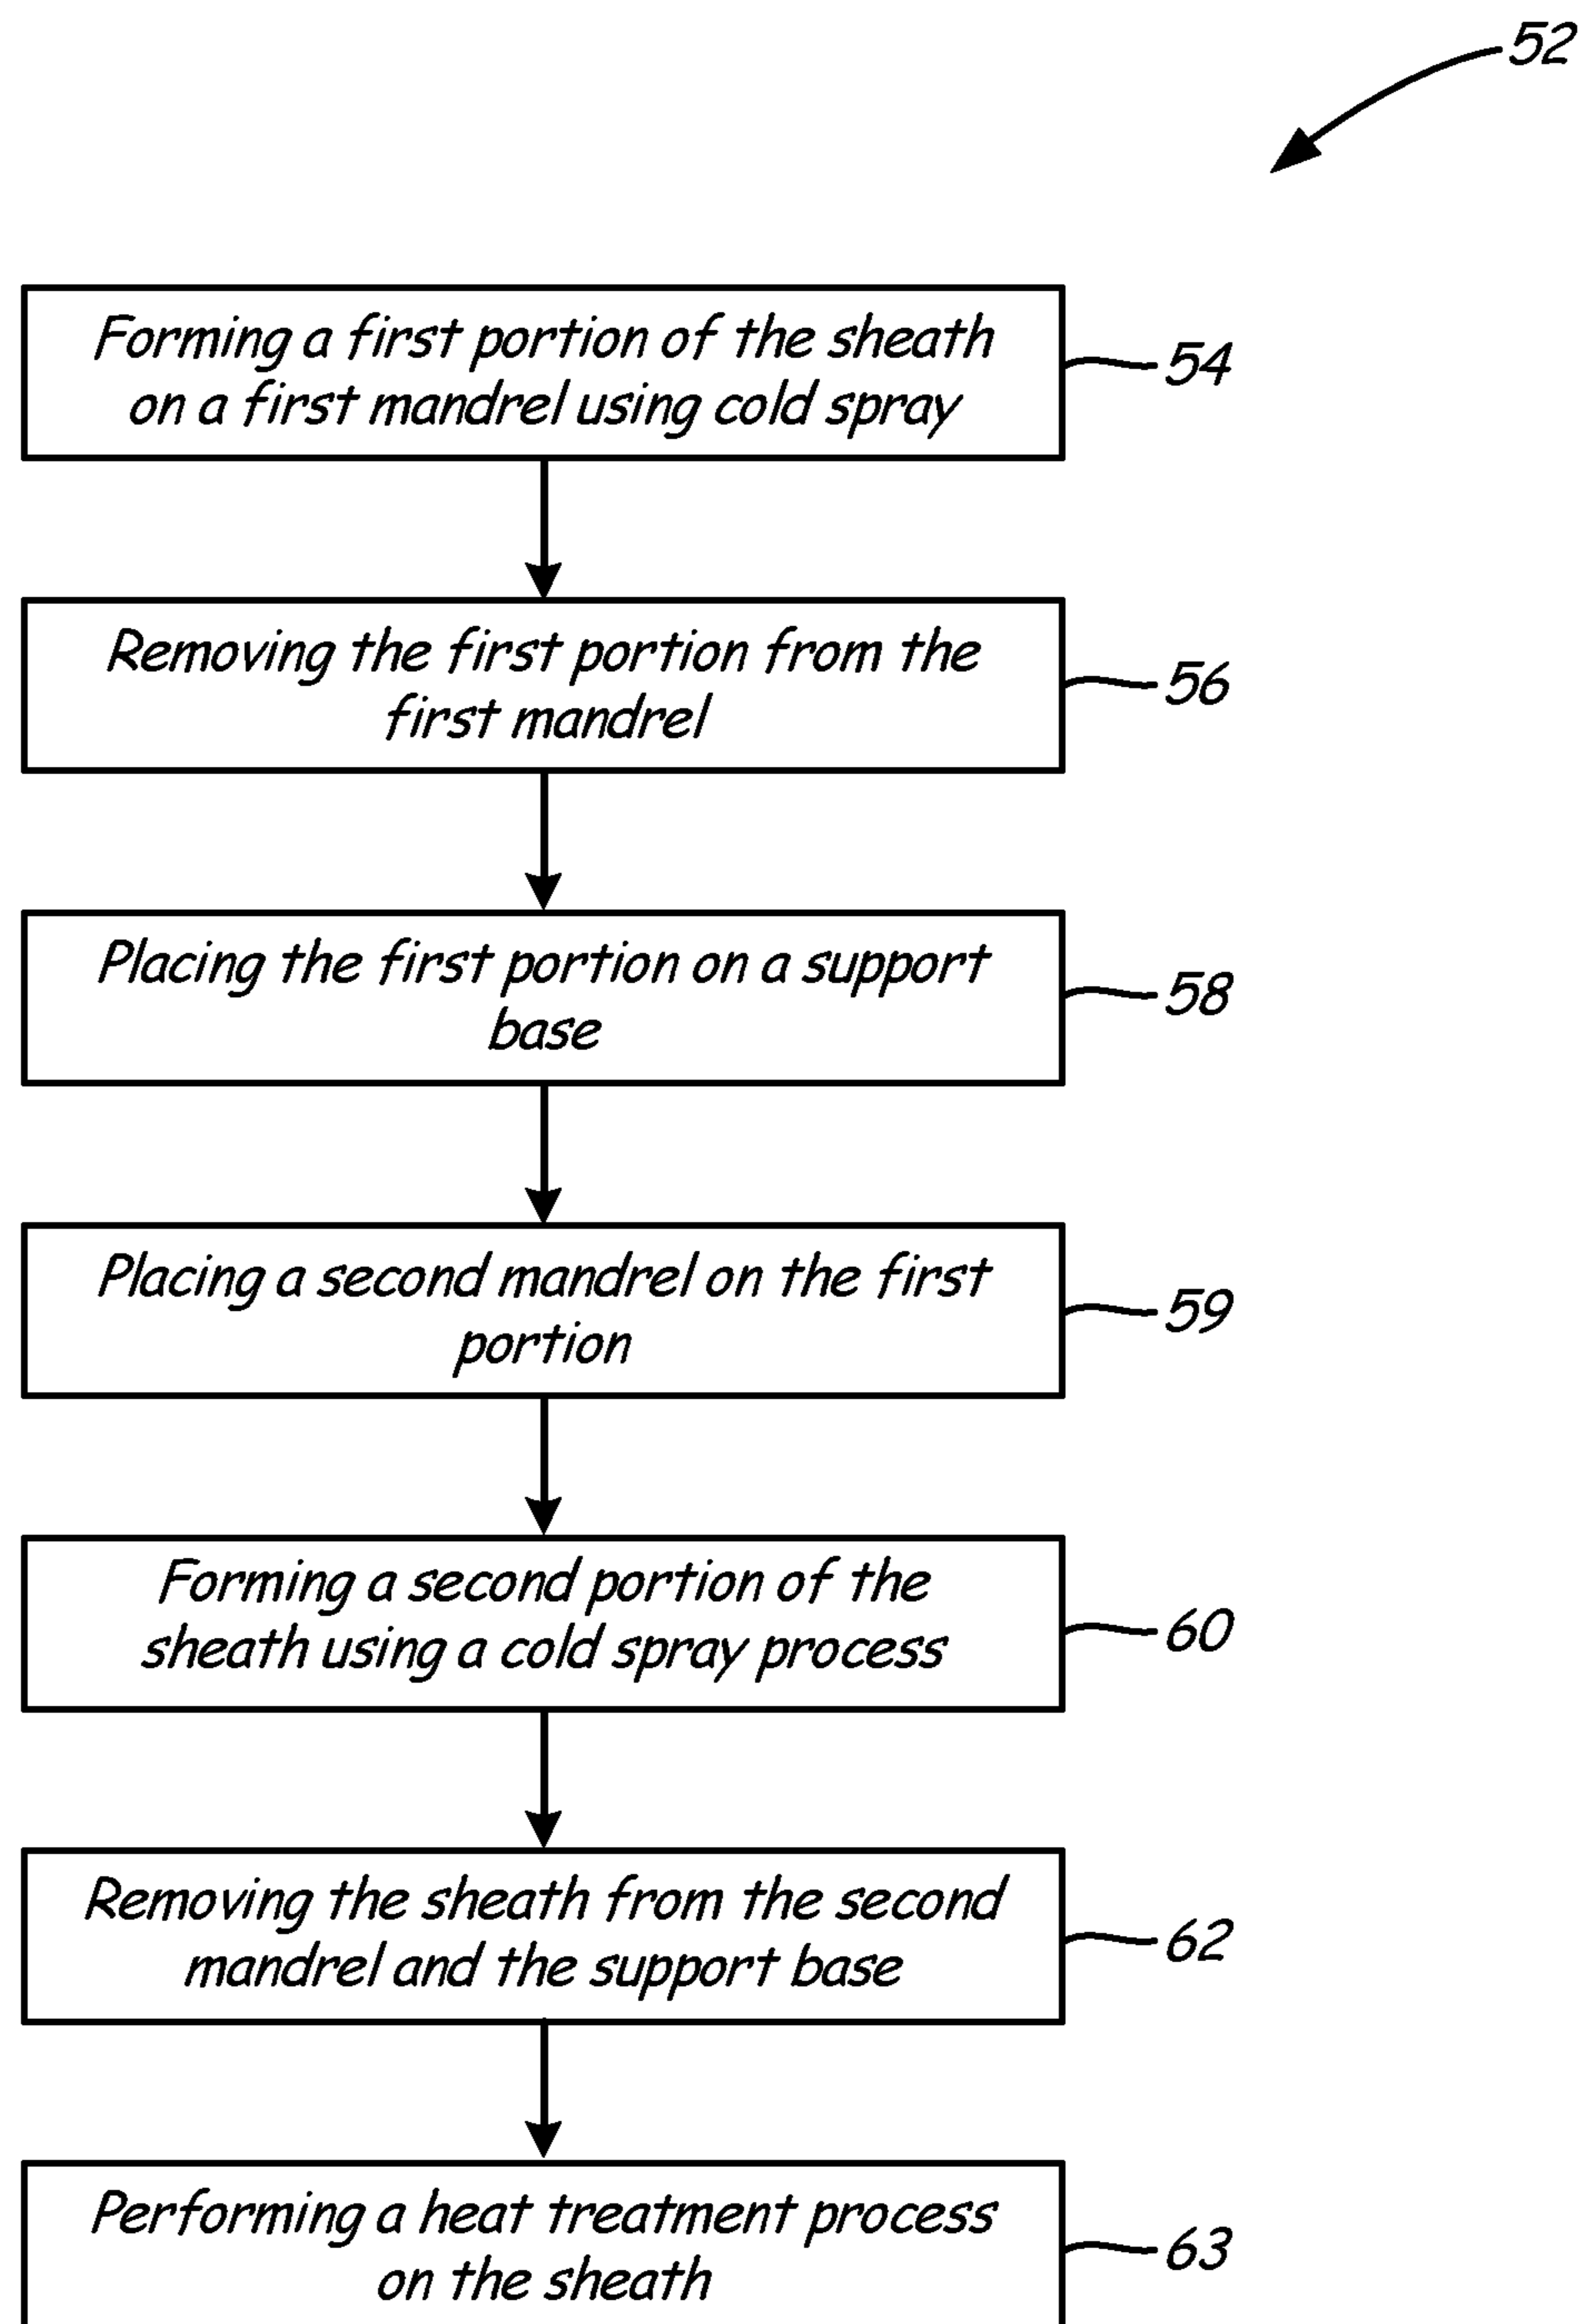 52
Forming a first portion of the sheath
on a first mandrel using cold spray
54
Removing the first portion from the
first mandrel
56
Placing the first portion on a support
base
58
Placing a second mandrel on the first
portion
59
Forming a second portion of the
sheath using a cold spray process
60
Removing the sheath from the second
mandrel and the support base
62
Performing a heat treatment process
on the sheath
63